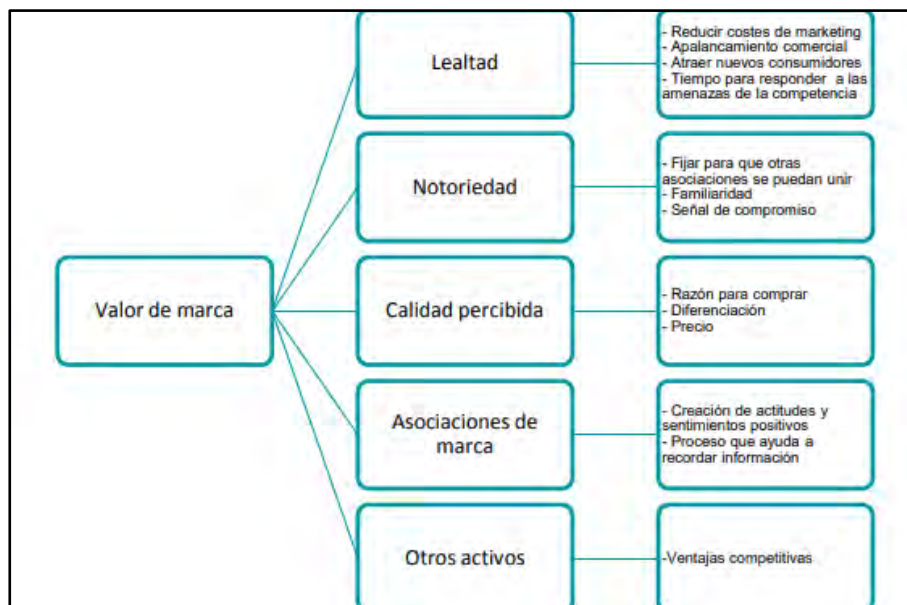 Valor de marca
Lealtad
- Reducir costes de marketing
- Apalancamiento comercial
- Atraer nuevos consumidores
- Tiempo para responder a las
amenazas de la competencia
Notoriedad
- Fijar para que otras
asociaciones se puedan unir
- Familiaridad
- Señal de compromiso
Calidad percibida
- Razón para comprar
- Diferenciación
- Precio
Asociaciones de
marca
- Creación de actitudes y
sentimientos positivos
- Proceso que ayuda a
recordar información
Otros activos
-Ventajas competitivas